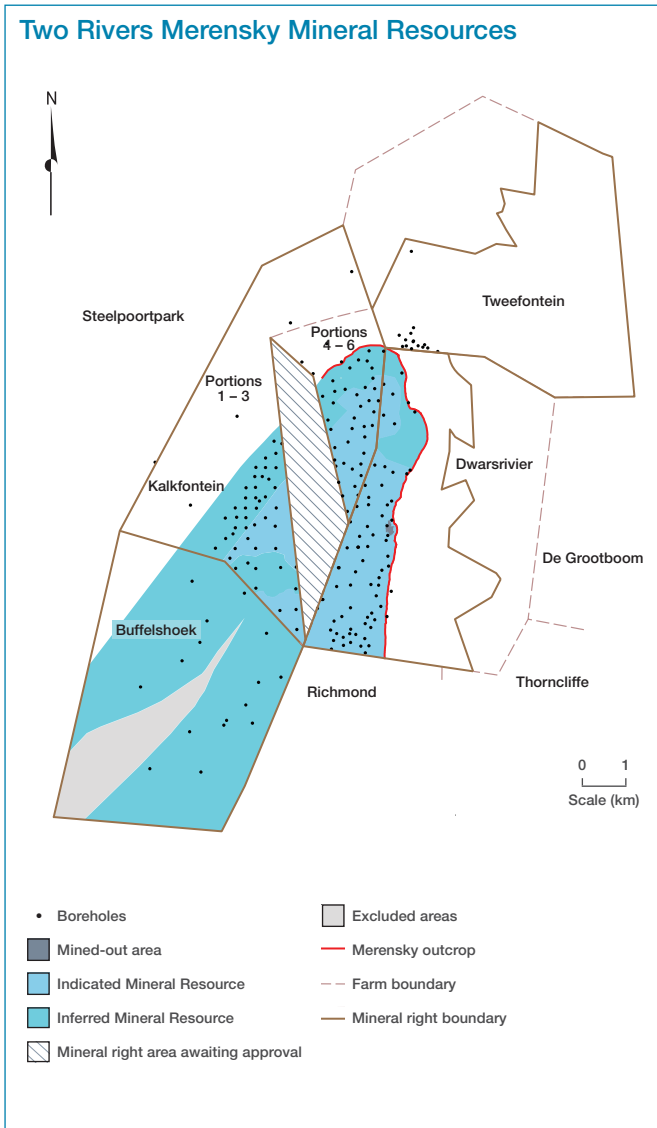 Two Rivers Merensky Mineral Resources
N
Steelpoortpark
Tweefontein
Portions
4 – 6
Portions
1 – 3
Dwarsrivier
Kalkfontein
De Grootboom
Buffelshoek
Richmond
Thorncliffe
0 1
Scale (km)
Boreholes
Mined-out area
Indicated Mineral Resource
Inferred Mineral Resource
Mineral right area awaiting approval
Excluded areas
Merensky outcrop
Farm boundary
Mineral right boundary